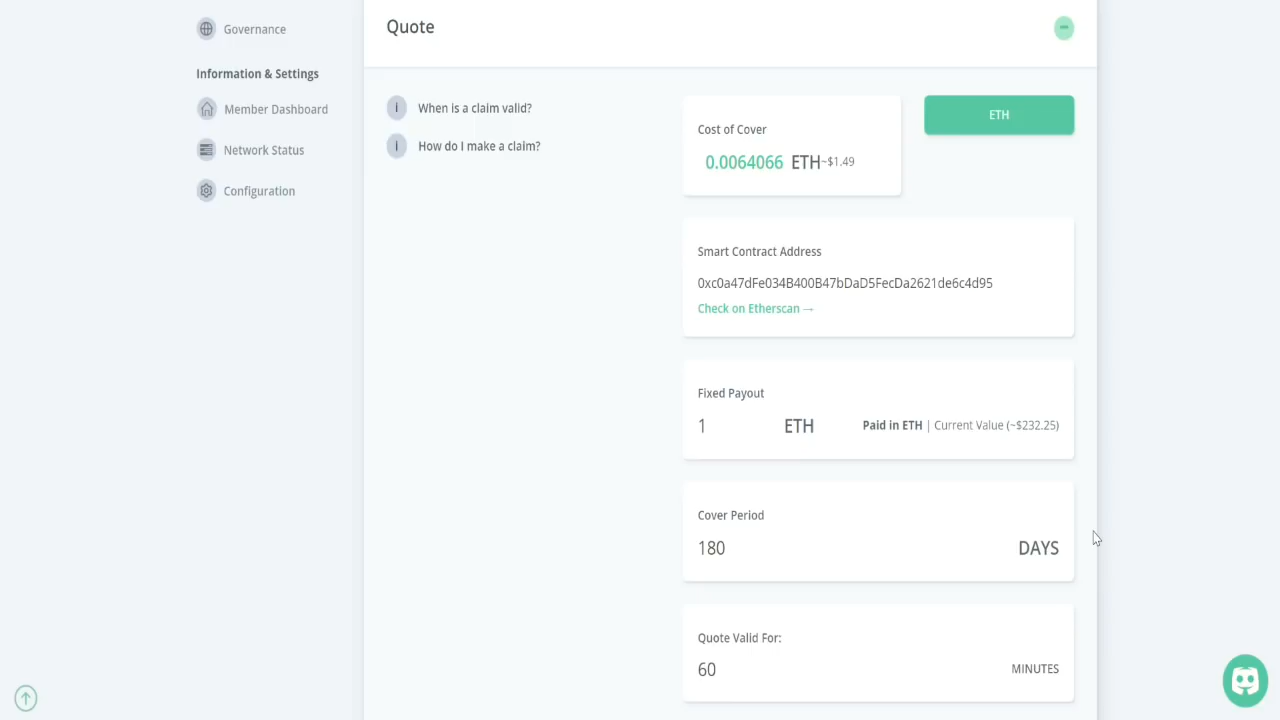 Governance
Information & Settings
Member Dashboard
Network Status
Configuration
Quote
i When is a claim valid?
i How do I make a claim?
Cost of Cover
0.0064066 ETH~$1.49
ETH
Smart Contract Address
0xc0a47dFe034B400B47bDaD5FecDa2621de6c4d95
Check on Etherscan →
Fixed Payout
1 ETH Paid in ETH | Current Value (~$232.25)
Cover Period
180 DAYS
Quote Valid For:
60 MINUTES